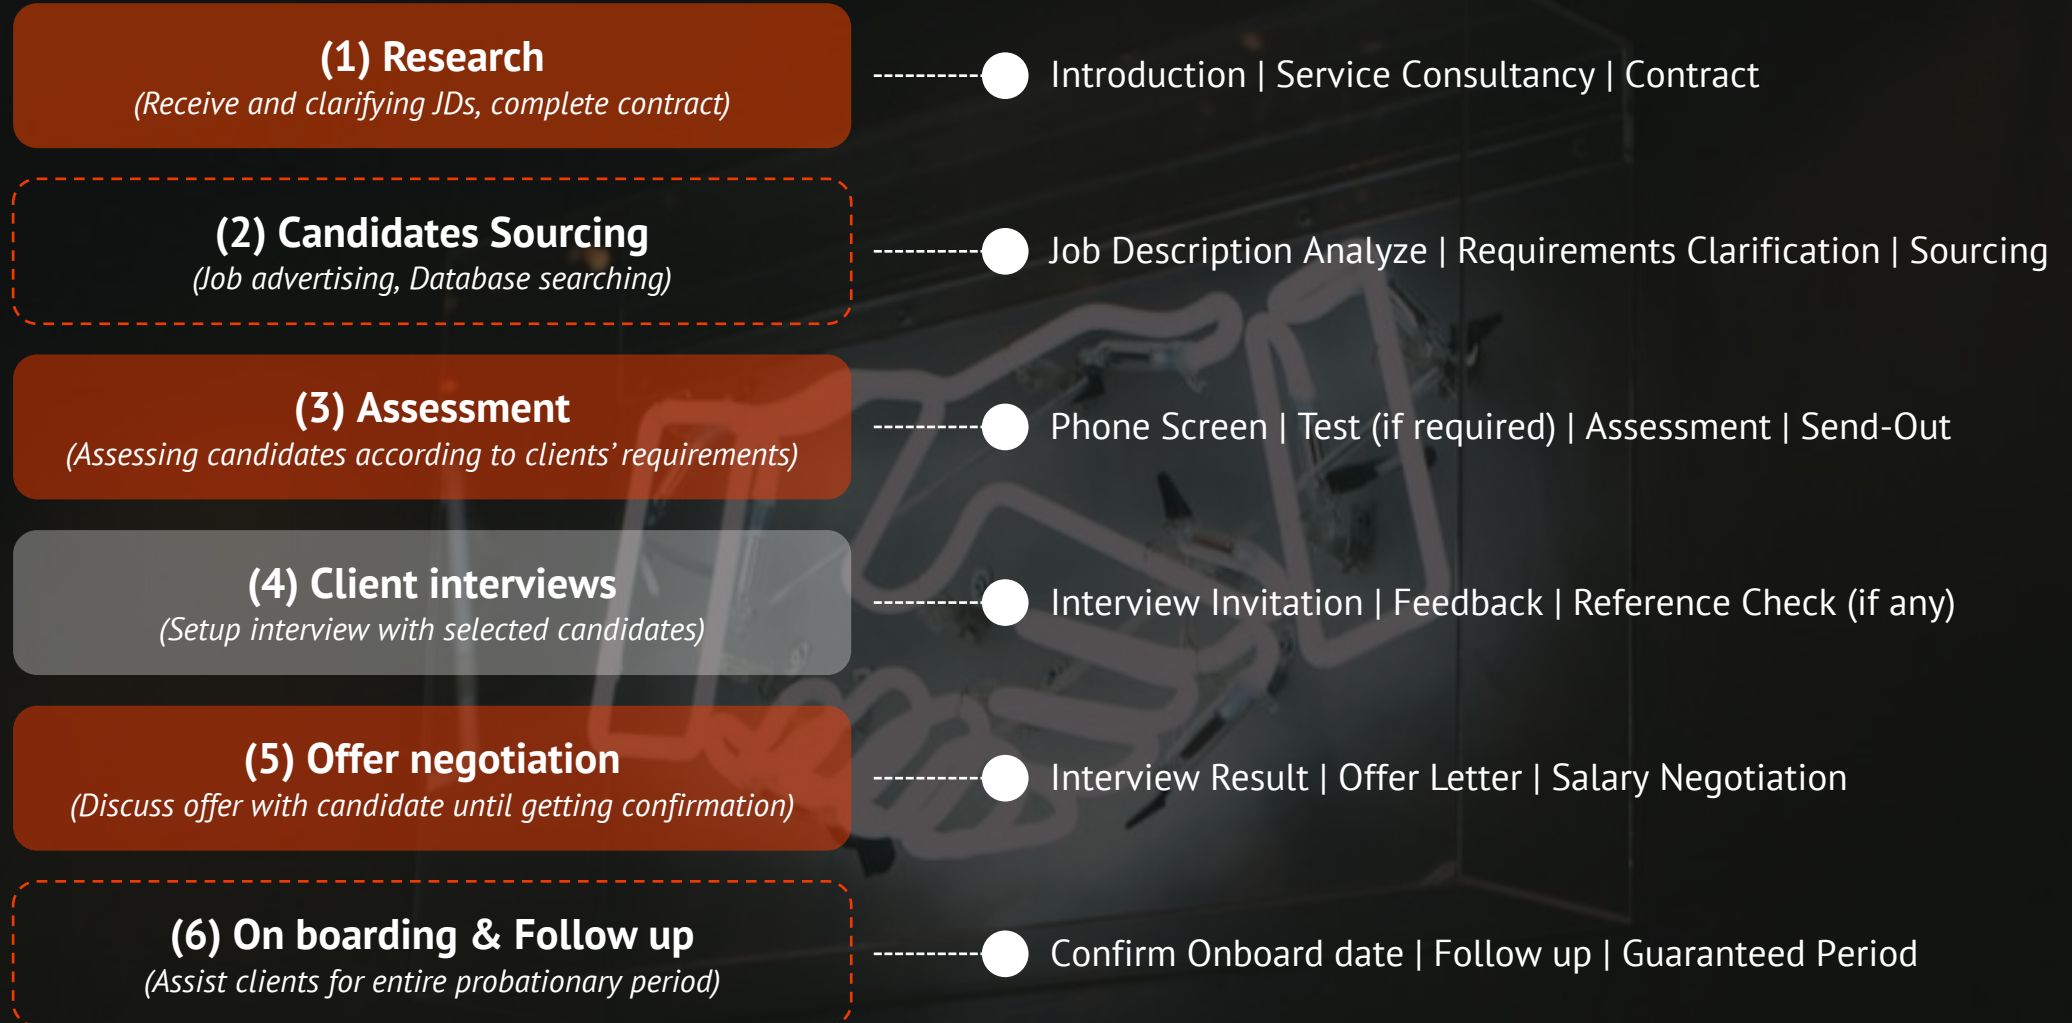 (1) Research
(Receive and clarifying JDs, complete contract)
Introduction | Service Consultancy | Contract
(2) Candidates Sourcing
(Job advertising, Database searching)
Job Description Analyze | Requirements Clarification | Sourcing
(3) Assessment
(Assessing candidates according to clients’ requirements)
Phone Screen | Test (if required) | Assessment | Send-Out
(4) Client interviews
(Setup interview with selected candidates)
Interview Invitation | Feedback | Reference Check (if any)
(5) Offer negotiation
(Discuss offer with candidate until getting confirmation)
Interview Result | Offer Letter | Salary Negotiation
(6) On boarding & Follow up
(Assist clients for entire probationary period)
Confirm Onboard date | Follow up | Guaranteed Period